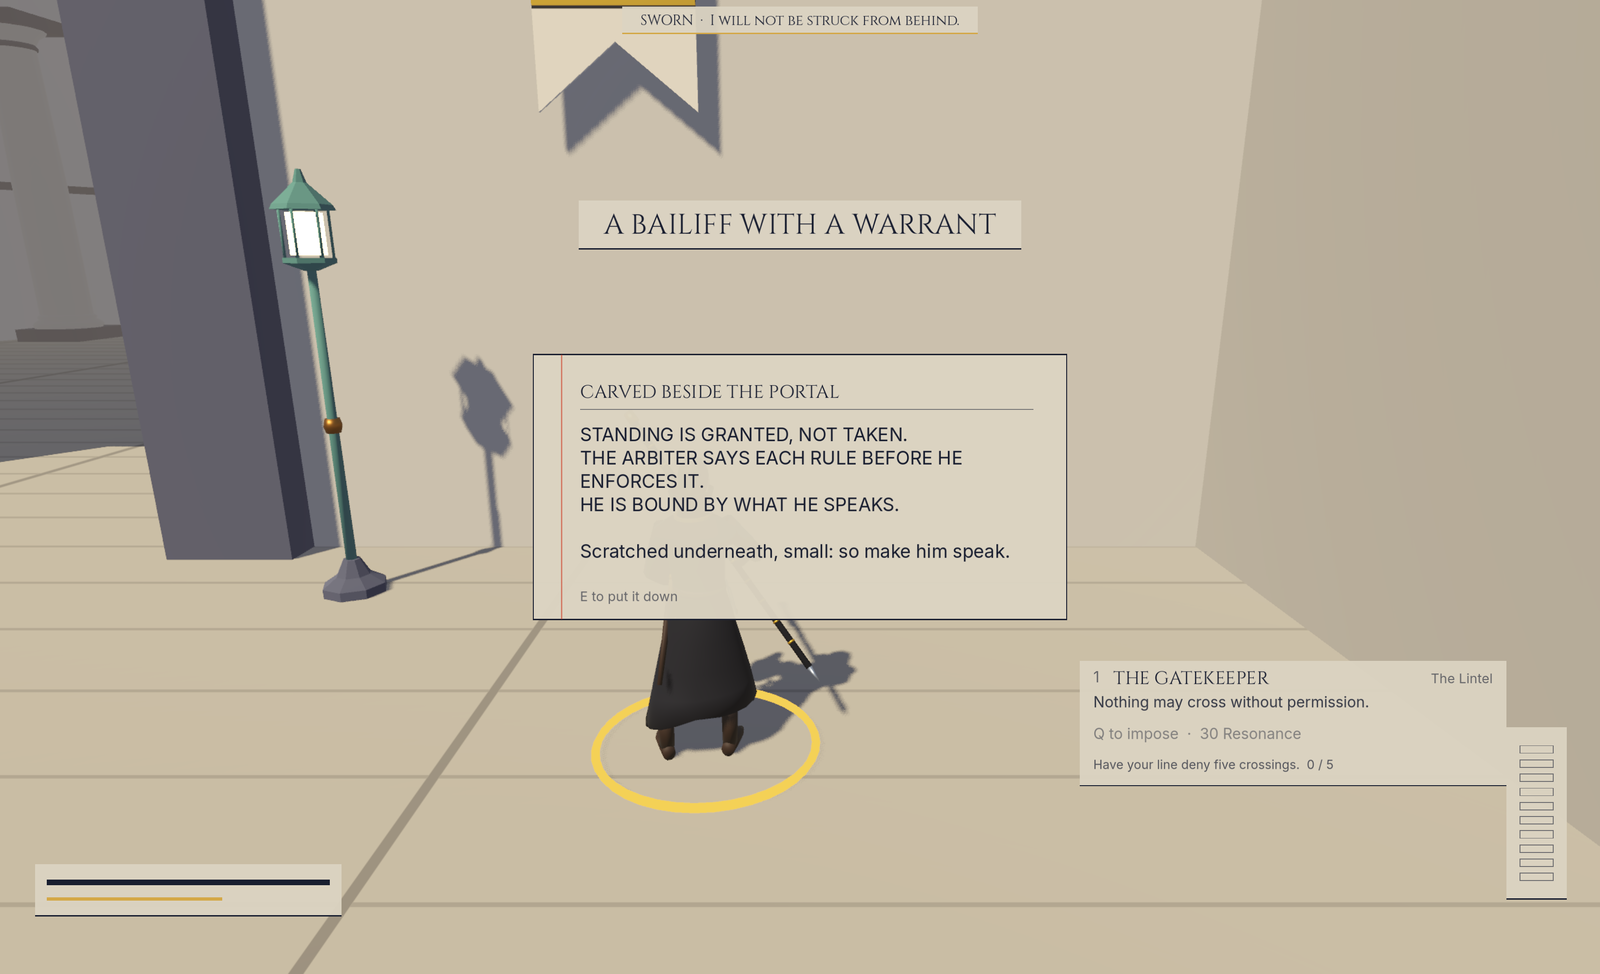 SWORN · I WILL NOT BE STRUCK FROM BEHIND.
A BAILIFF WITH A WARRANT
CARVED BESIDE THE PORTAL
STANDING IS GRANTED, NOT TAKEN.
THE ARBITER SAYS EACH RULE BEFORE HE
ENFORCES IT.
HE IS BOUND BY WHAT HE SPEAKS.
Scratched underneath, small: so make him speak.
E to put it down
1 THE GATEKEEPER The Lintel
Nothing may cross without permission.
Q to impose · 30 Resonance
Have your line deny five crossings. 0 / 5